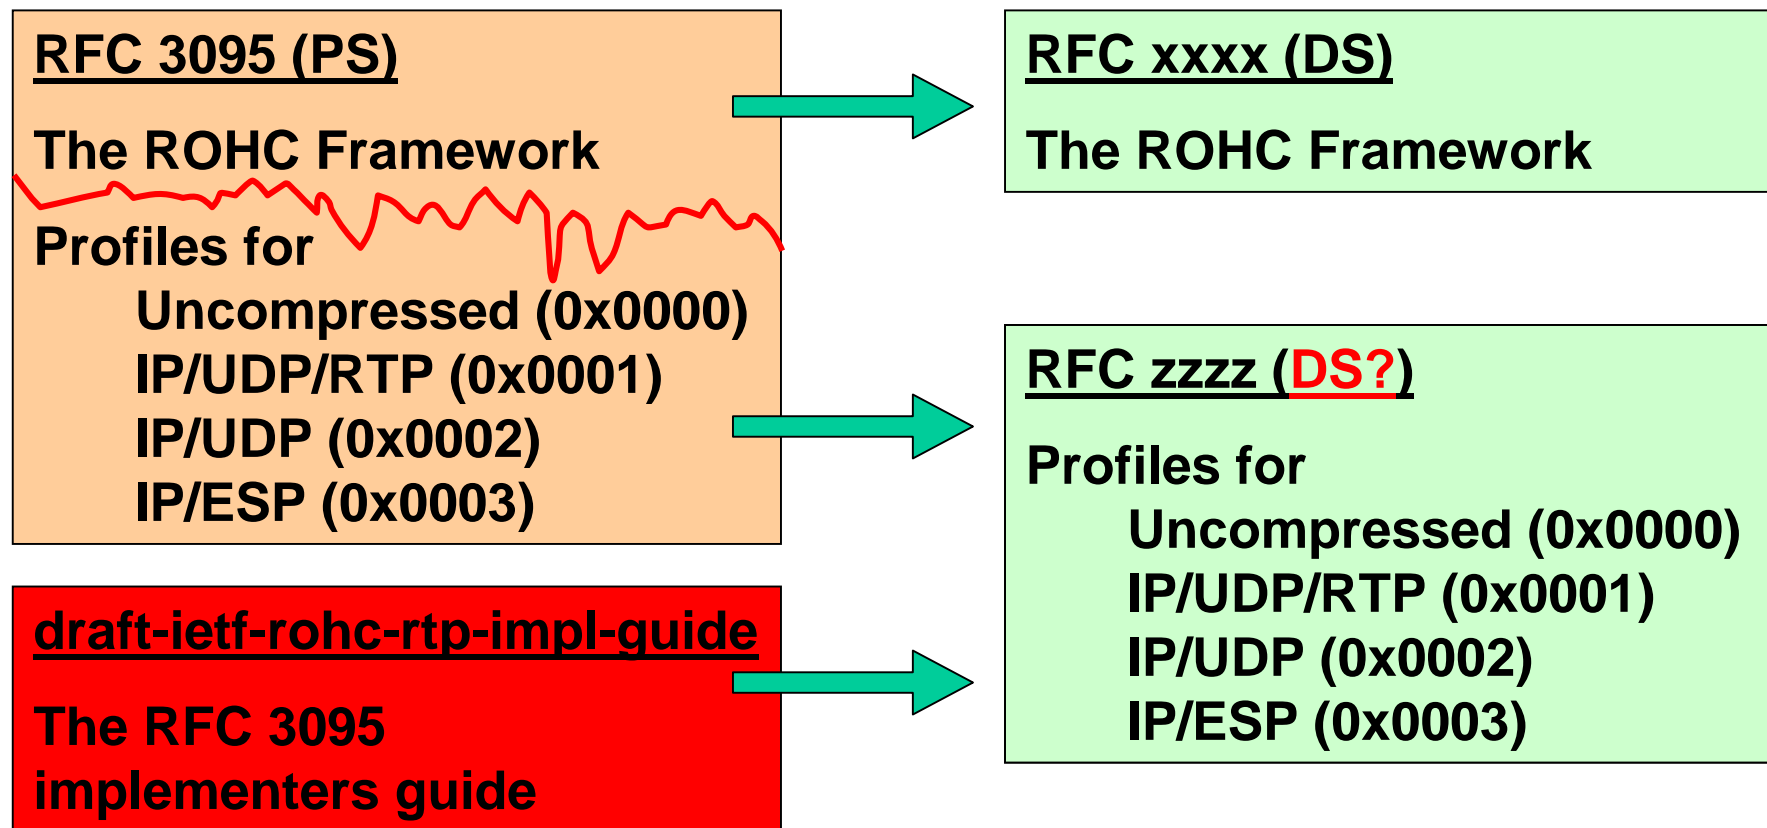 RFC 3095 (PS)
The ROHC Framework
Profiles for
Uncompressed (0x0000)
IP/UDP/RTP (0x0001)
IP/UDP (0x0002)
IP/ESP (0x0003)
draft-ietf-rohc-rtp-impl-guide
The RFC 3095
implementers guide
RFC xxxx (DS)
The ROHC Framework
RFC zzzz (DS?)
Profiles for
Uncompressed (0x0000)
IP/UDP/RTP (0x0001)
IP/UDP (0x0002)
IP/ESP (0x0003)